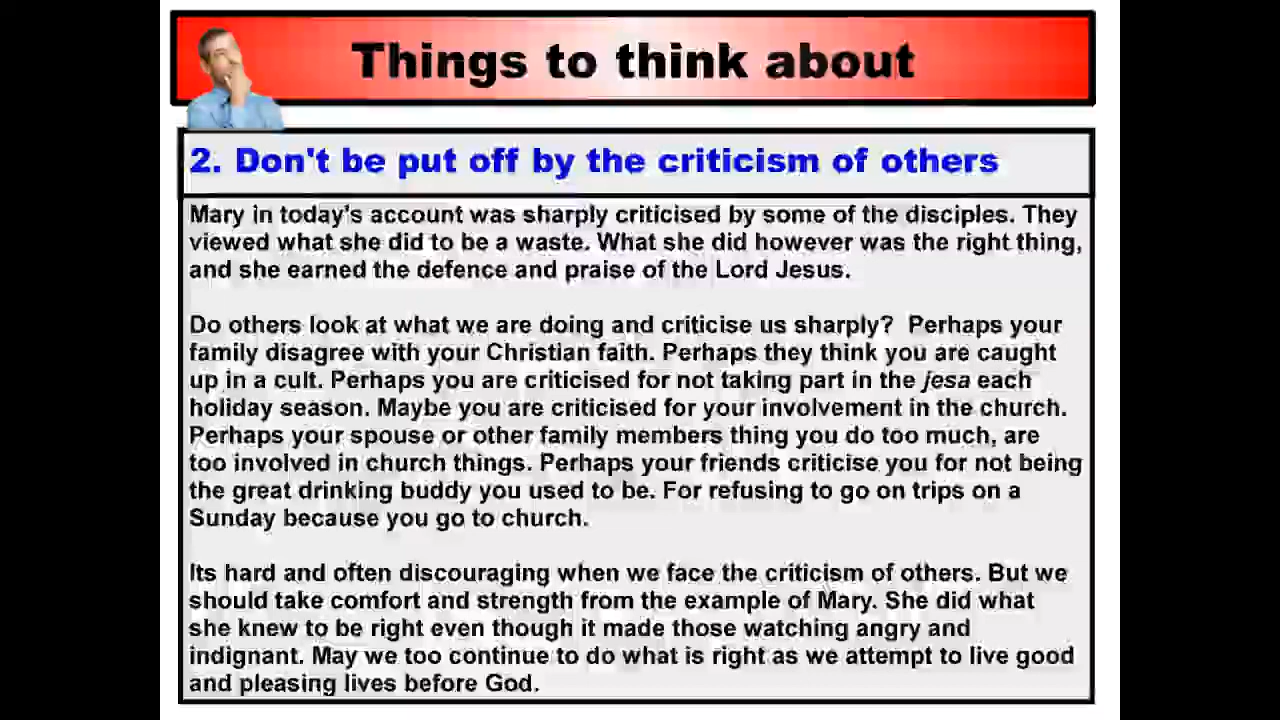 Things to think about
2. Don't be put off by the criticism of others
Mary in today's account was sharply criticised by some of the disciples. They
viewed what she did to be a waste. What she did however was the right thing,
and she earned the defence and praise of the Lord Jesus.
Do others look at what we are doing and criticise us sharply? Perhaps your
family disagree with your Christian faith. Perhaps they think you are caught
up in a cult. Perhaps you are criticised for not taking part in the jesa each
holiday season. Maybe you are criticised for your involvement in the church.
Perhaps your spouse or other family members thing you do too much, are
too involved in church things. Perhaps your friends criticise you for not being
the great drinking buddy you used to be. For refusing to go on trips on a
Sunday because you go to church.
Its hard and often discouraging when we face the criticism of others. But we
should take comfort and strength from the example of Mary. She did what
she knew to be right even though it made those watching angry and
indignant. May we too continue to do what is right as we attempt to live good
and pleasing lives before God.